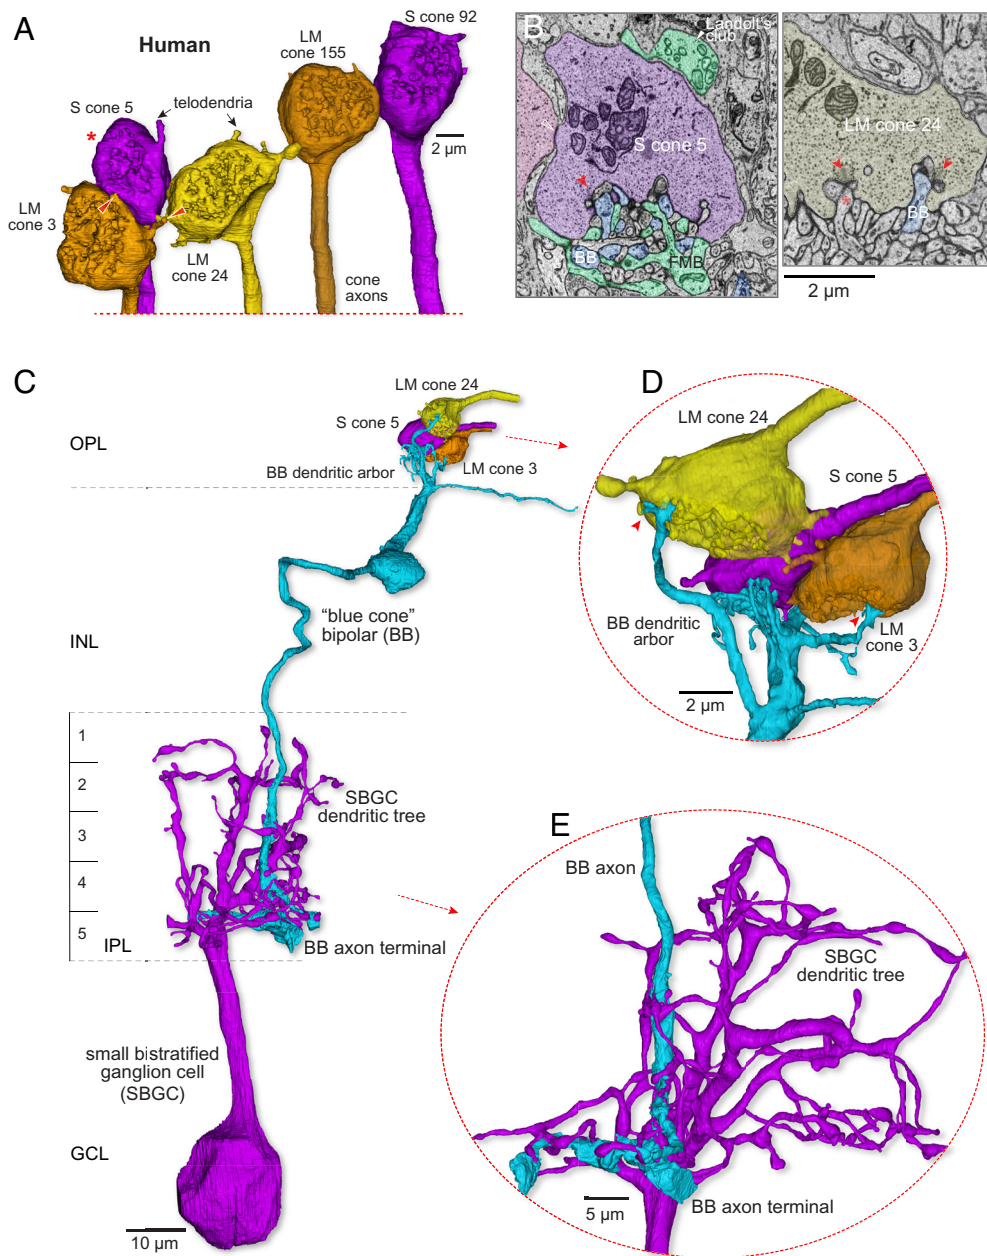 A
Human
S cone 92
LM
cone 155
S cone 5
telodendria
*
2 µm
LM
cone 3
LM
cone 24
cone
axons
B
Landolt's
club
S cone 5
BB
FMB
LM cone 24
*
BB
2 µm
C
LM cone 24
S cone 5
OPL
BB dendritic arbor
LM cone 3
"blue cone"
bipolar (BB)
INL
1
2
3
4
5
SBGC
dendritic tree
IPL
BB axon terminal
small bistratified
ganglion cell
(SBGC)
GCL
10 µm
D
LM cone 24
S cone 5
BB dendritic
arbor
LM
cone 3
2 µm
E
BB axon
SBGC
dendritic tree
5 µm
BB axon terminal